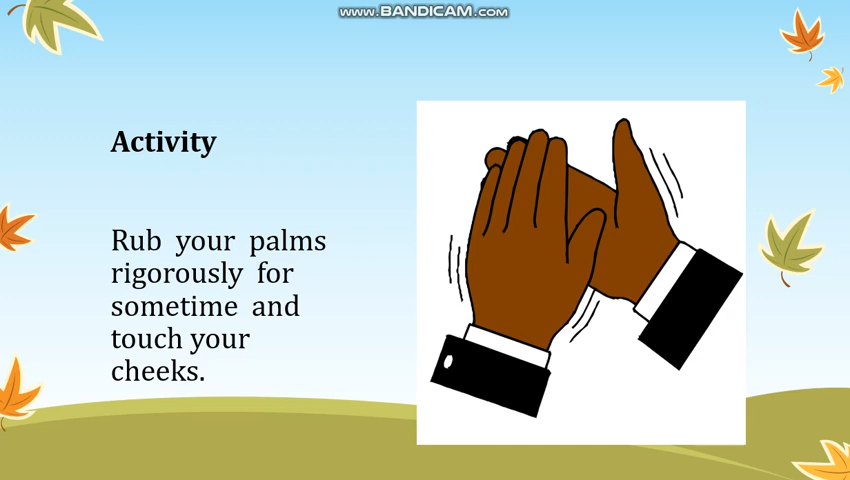 www.BANDICAM.com
Activity
Rub your palms
rigorously for
sometime and
touch your
cheeks.